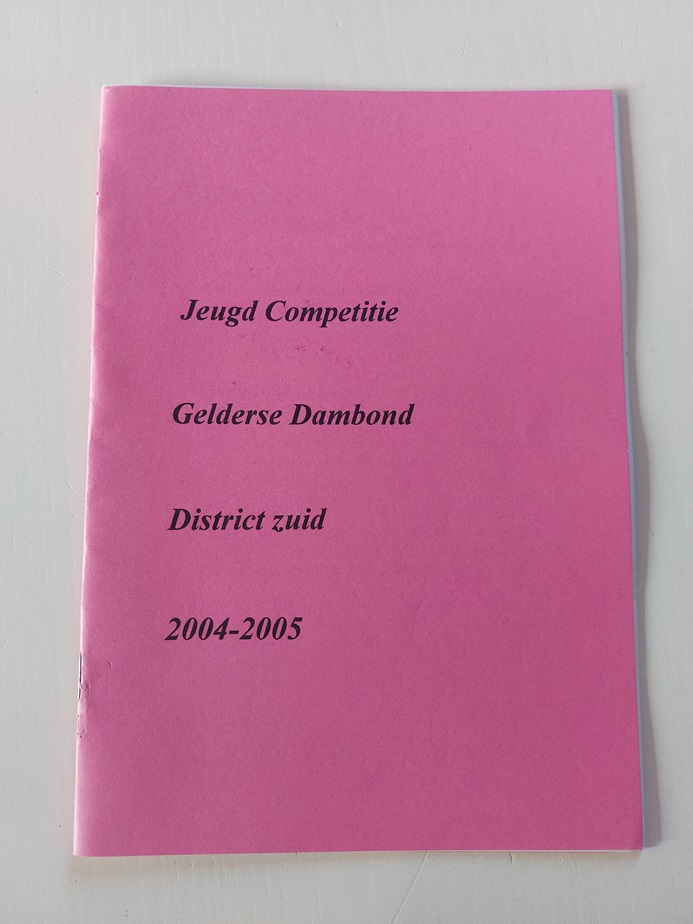 Jeugd Competitie
Gelderse Dambond
District zuid
2004-2005